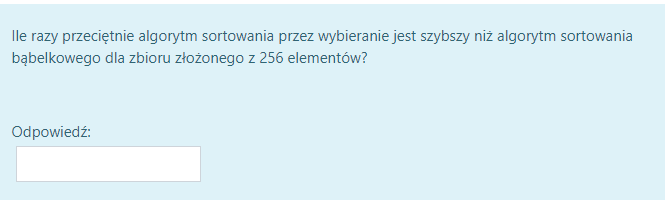 Ile razy przeciętnie algorytm sortowania przez wybieranie jest szybszy niż algorytm sortowania
bąbelkowego dla zbioru złożonego z 256 elementów?
Odpowiedź: